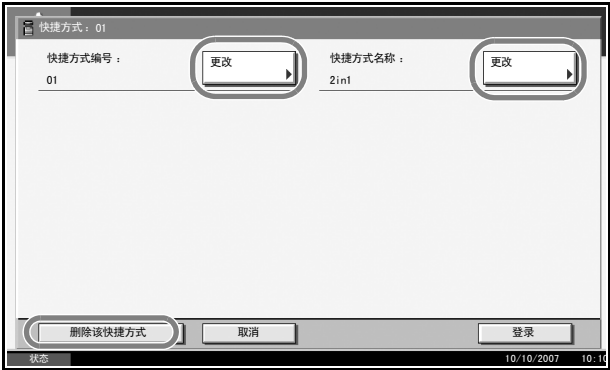 快捷方式：01
快捷方式编号： 更改 快捷方式名称： 更改
01 2in1
删除该快捷方式 取消 登录
状态 10/10/2007 10:10